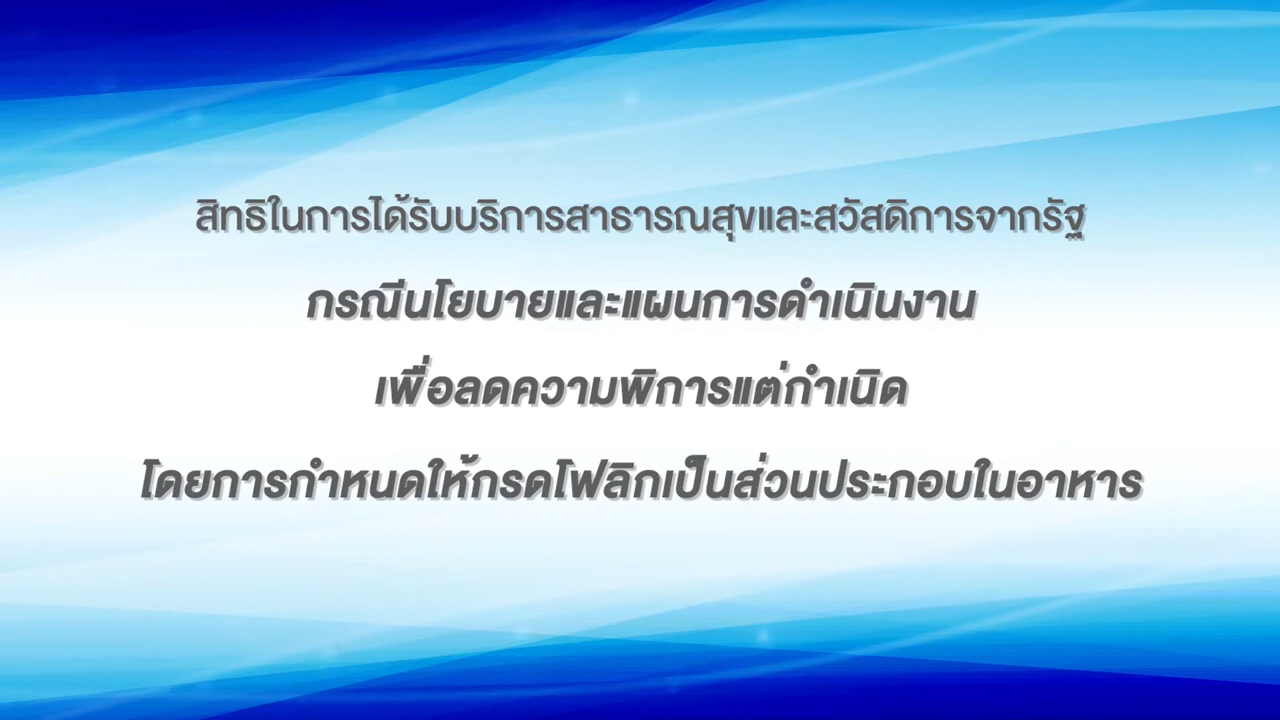 สิทธิในการได้รับบริการสาธารณสุขและสวัสดิการจากรัฐ
กรณีนโยบายและแผนการดำเนินงาน
เพื่อลดความพิการแต่กำเนิด
โดยการกำหนดให้กรดโฟลิกเป็นส่วนประกอบในอาหาร